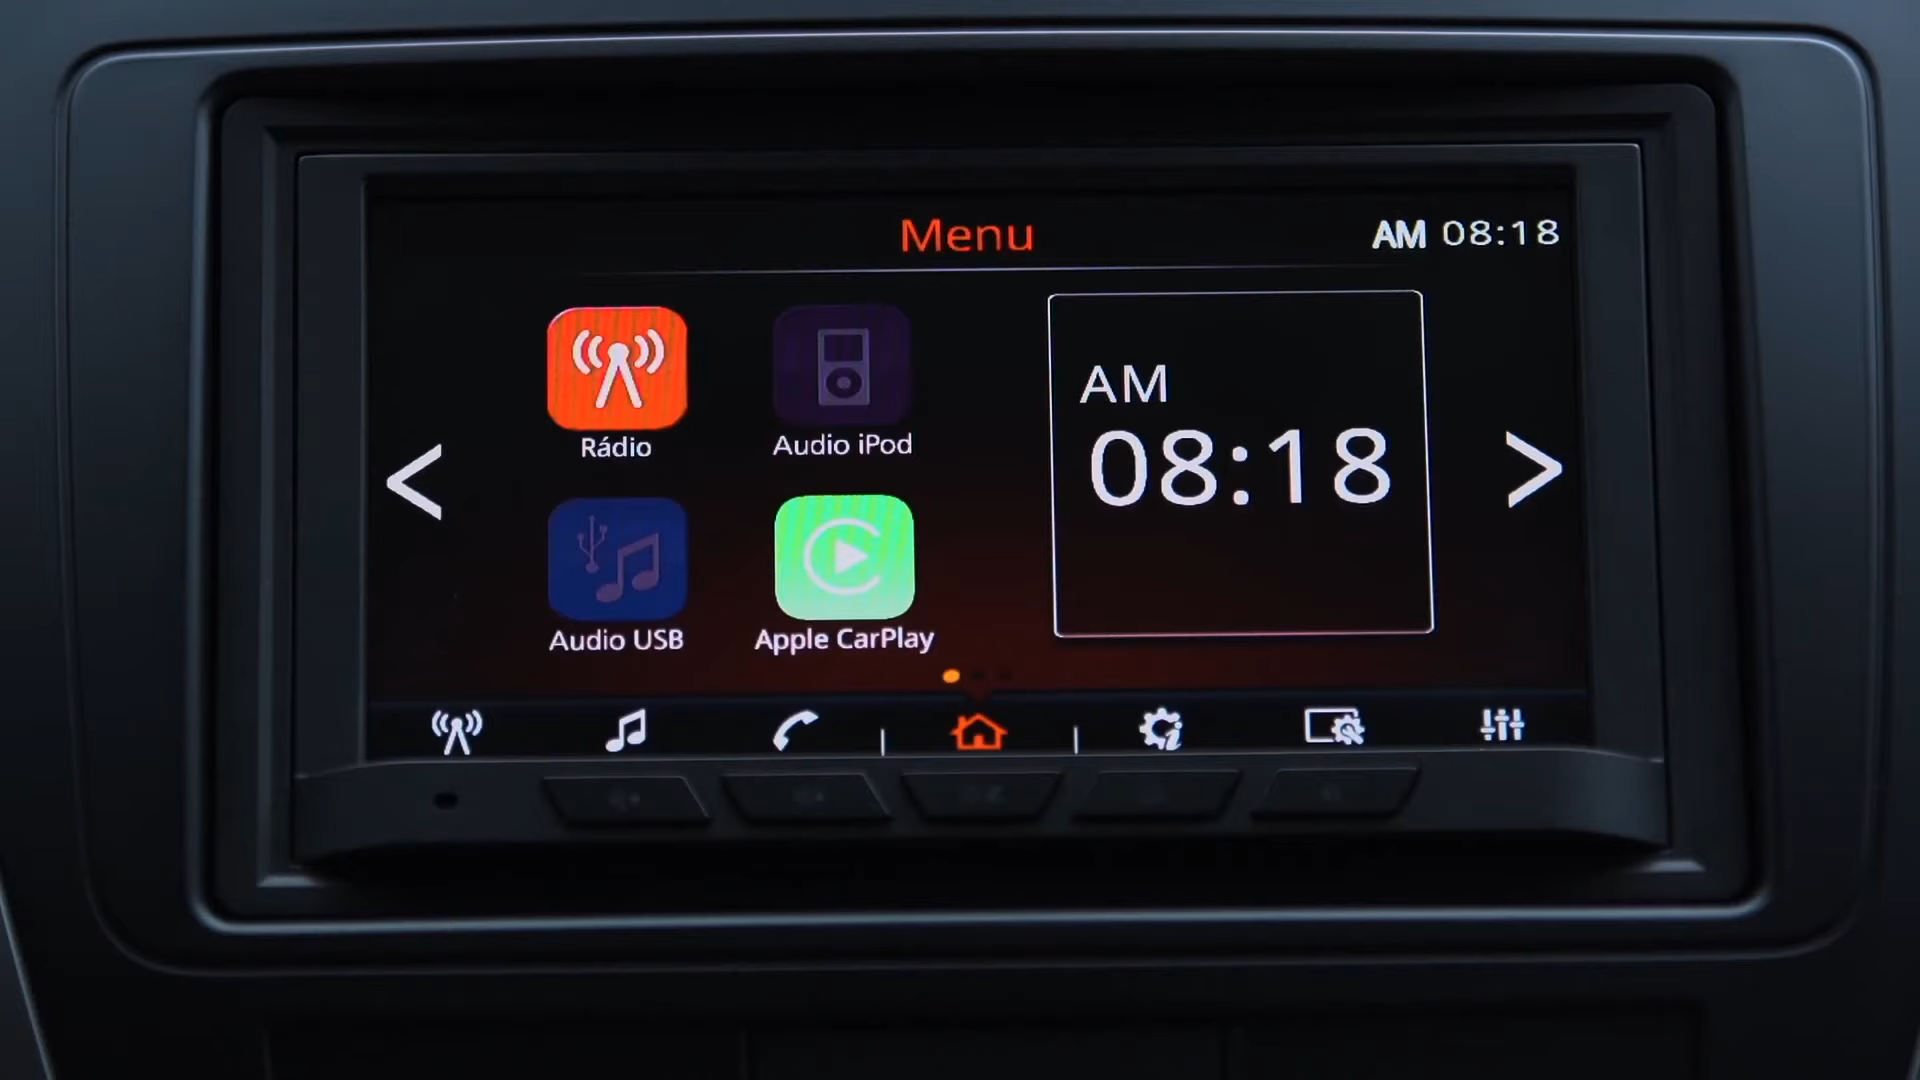 Menu
AM 08:18
Rádio
Audio iPod
Audio USB
Apple CarPlay
AM
08:18